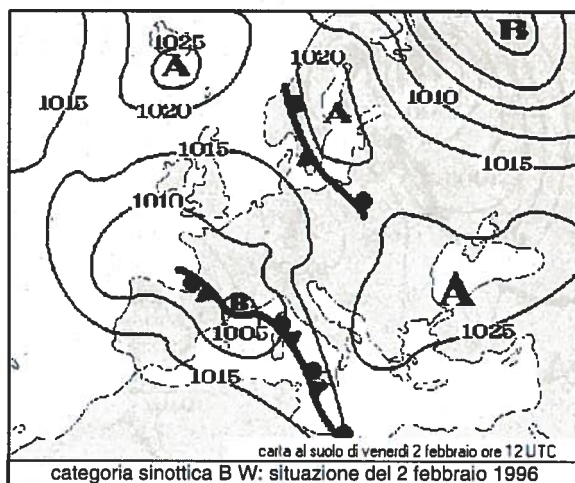 1025
A
1020
B
1020
A
1015
1010
1015
1015
1010
A
B
1005
1025
1015
carta al suolo di venerdì 2 febbraio ore 12 UTC
categoria sinottica B W: situazione del 2 febbraio 1996